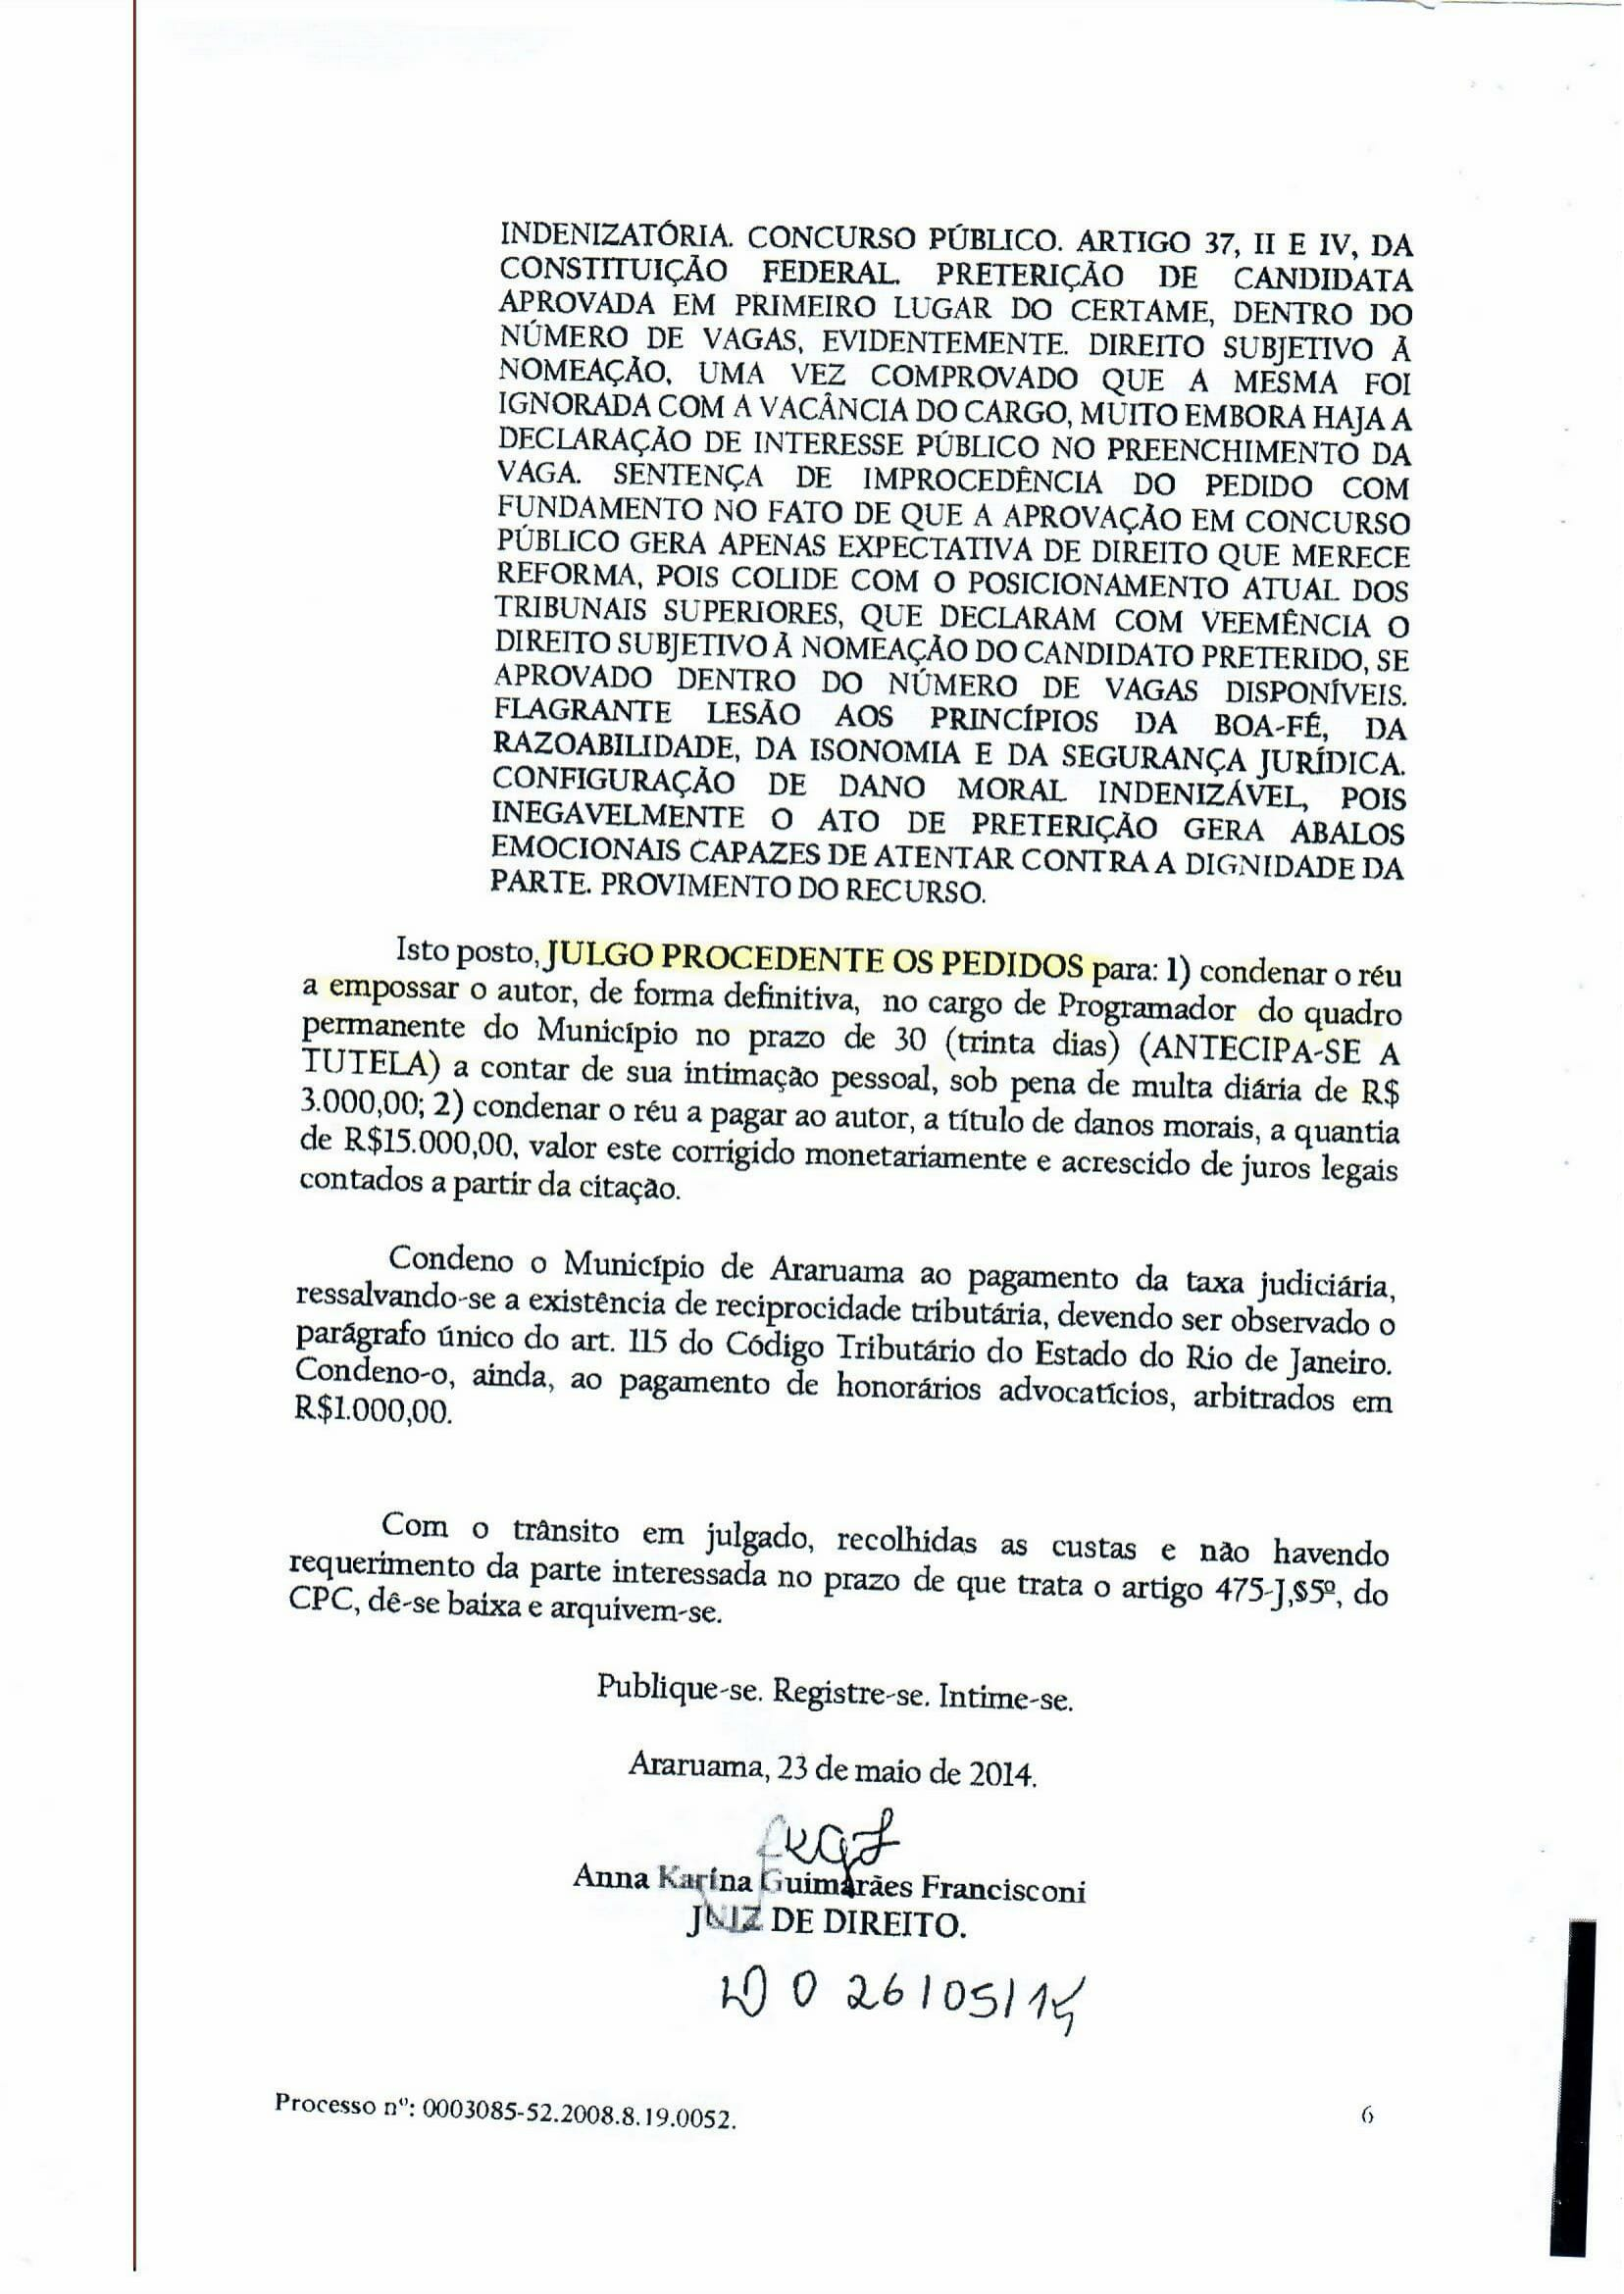 INDENIZATÓRIA. CONCURSO PÚBLICO. ARTIGO 37, II E IV, DA
CONSTITUIÇÃO FEDERAL. PRETERIÇÃO DE CANDIDATA
APROVADA EM PRIMEIRO LUGAR DO CERTAME, DENTRO DO
NÚMERO DE VAGAS, EVIDENTEMENTE. DIREITO SUBJETIVO À
NOMEAÇÃO, UMA VEZ COMPROVADO QUE A MESMA FOI
IGNORADA COM A VACÂNCIA DO CARGO, MUITO EMBORA HAJA A
DECLARAÇÃO DE INTERESSE PÚBLICO NO PREENCHIMENTO DA
VAGA. SENTENÇA DE IMPROCEDÊNCIA DO PEDIDO COM
FUNDAMENTO NO FATO DE QUE A APROVAÇÃO EM CONCURSO
PÚBLICO GERA APENAS EXPECTATIVA DE DIREITO QUE MERECE
REFORMA, POIS COLIDE COM O POSICIONAMENTO ATUAL DOS
TRIBUNAIS SUPERIORES, QUE DECLARAM COM VEEMÊNCIA O
DIREITO SUBJETIVO À NOMEAÇÃO DO CANDIDATO PRETERIDO, SE
APROVADO DENTRO DO NÚMERO DE VAGAS DISPONÍVEIS.
FLAGRANTE LESÃO AOS PRINCÍPIOS DA BOA-FÉ, DA
RAZOABILIDADE, DA ISONOMIA E DA SEGURANÇA JURÍDICA.
CONFIGURAÇÃO DE DANO MORAL INDENIZÁVEL, POIS
INEGAVELMENTE O ATO DE PRETERIÇÃO GERA ABALOS
EMOCIONAIS CAPAZES DE ATENTAR CONTRA A DIGNIDADE DA
PARTE. PROVIMENTO DO RECURSO.
Isto posto, JULGO PROCEDENTE OS PEDIDOS para: 1) condenar o réu
a empossar o autor, de forma definitiva, no cargo de Programador do quadro
permanente do Município no prazo de 30 (trinta dias) (ANTECIPA-SE A
TUTELA) a contar de sua intimação pessoal, sob pena de multa diária de R$
3.000,00; 2) condenar o réu a pagar ao autor, a título de danos morais, a quantia
de R$15.000,00, valor este corrigido monetariamente e acrescido de juros legais
contados a partir da citação.
Condeno o Município de Araruama ao pagamento da taxa judiciária,
ressalvando-se a existência de reciprocidade tributária, devendo ser observado o
parágrafo único do art. 115 do Código Tributário do Estado do Rio de Janeiro.
Condeno-o, ainda, ao pagamento de honorários advocatícios, arbitrados em
R$1.000,00.
Com o trânsito em julgado, recolhidas as custas e não havendo
requerimento da parte interessada no prazo de que trata o artigo 475-J,§5º, do
CPC, dê-se baixa e arquivem-se.
Publique-se. Registre-se. Intime-se.
Araruama, 23 de maio de 2014.
Anna Karina Guimarães Francisconi
JUIZ DE DIREITO.
26/05/14
Processo nº: 0003085-52.2008.8.19.0052.
6